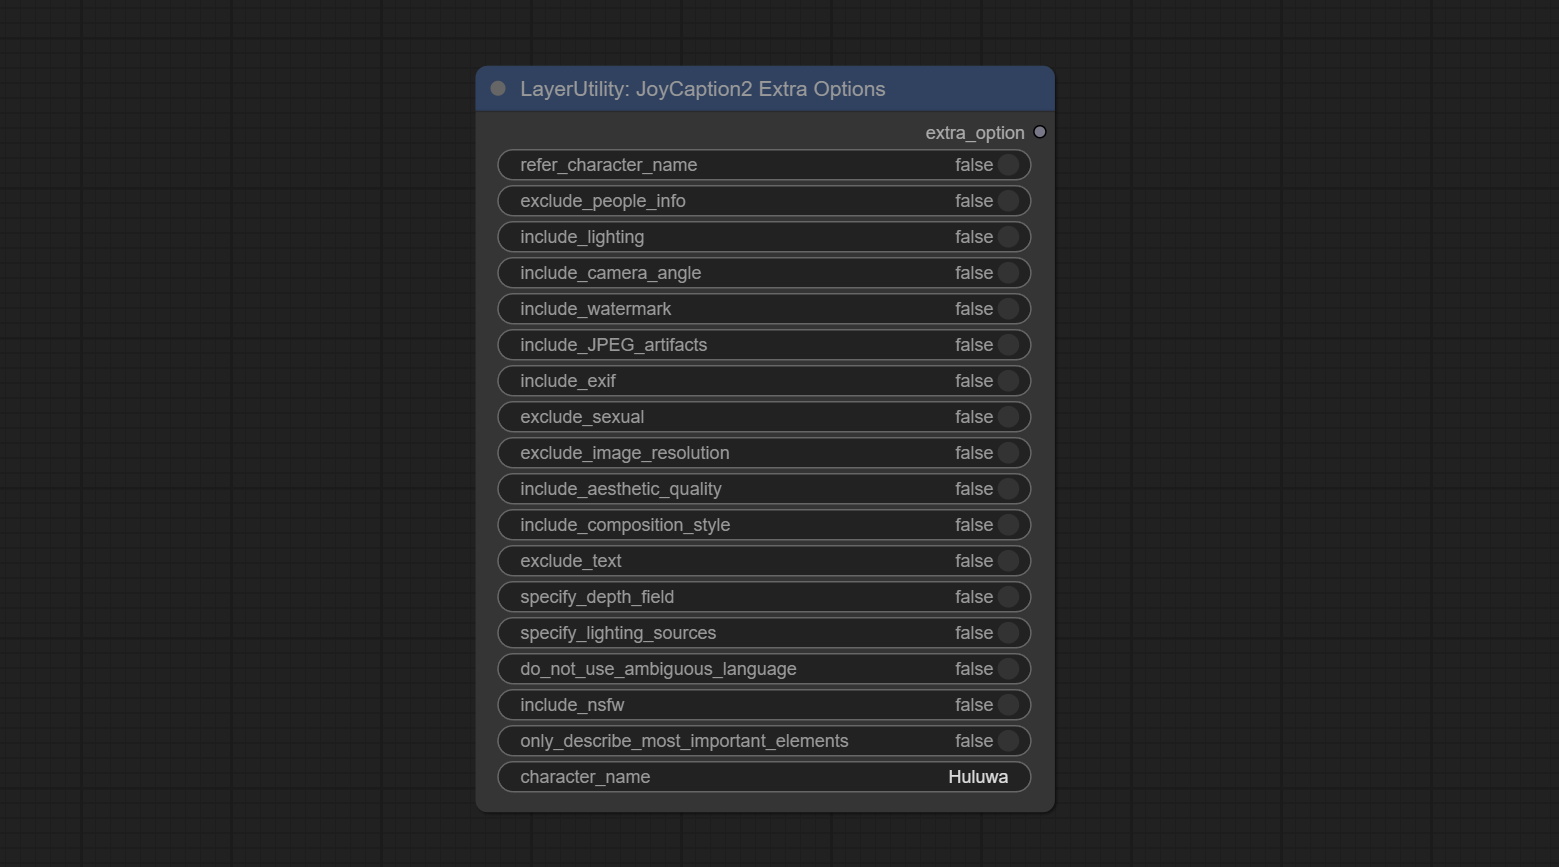 LayerUtility: JoyCaption2 Extra Options
extra_option
refer_character_name false
exclude_people_info false
include_lighting false
include_camera_angle false
include_watermark false
include_JPEG_artifacts false
include_exif false
exclude_sexual false
exclude_image_resolution false
include_aesthetic_quality false
include_composition_style false
exclude_text false
specify_depth_field false
specify_lighting_sources false
do_not_use_ambiguous_language false
include_nsfw false
only_describe_most_important_elements false
character_name Huluwa